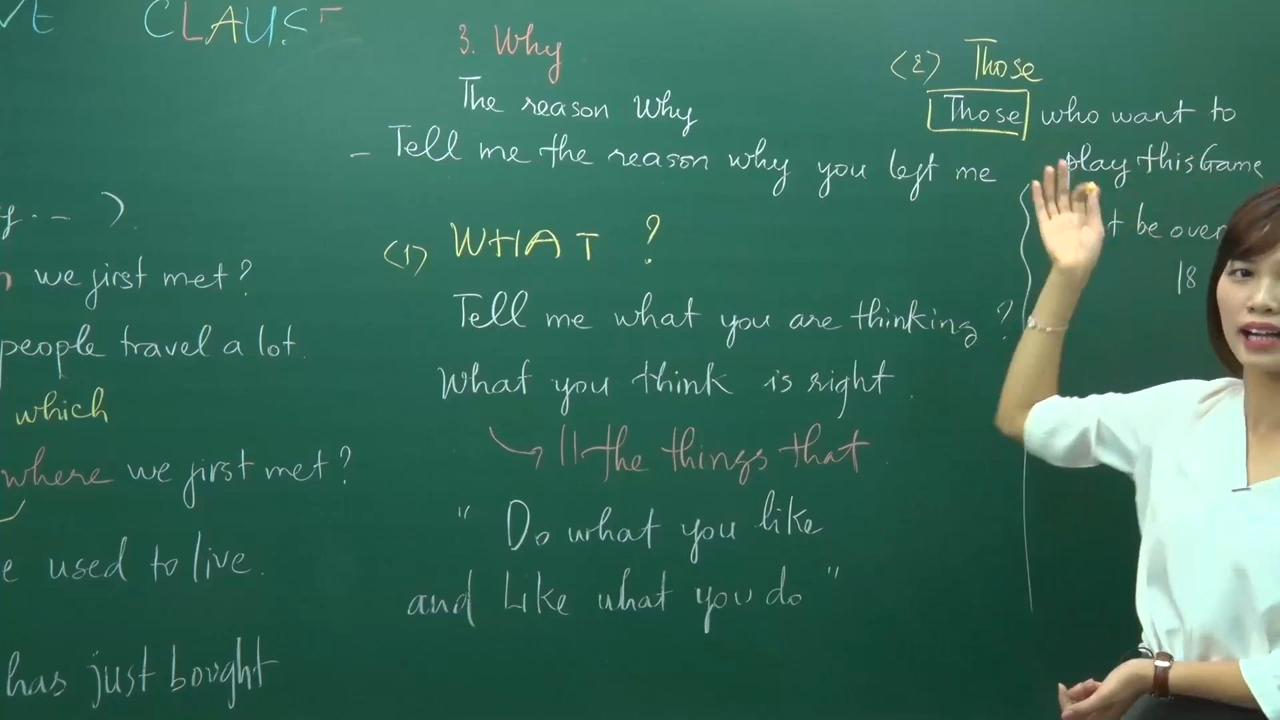 CLAUSE
y... ).
we first met?
people travel a lot.
which
where we first met?
e used to live.
has just bought
3. Why
The reason Why
- Tell me the reason why you left me
(1) WHAT ?
Tell me what you are thinking ?
What you think is right.
the things that
" Do what you like
and Like what you do "
(2) Those
Those who want to
play this Game
t be over
18